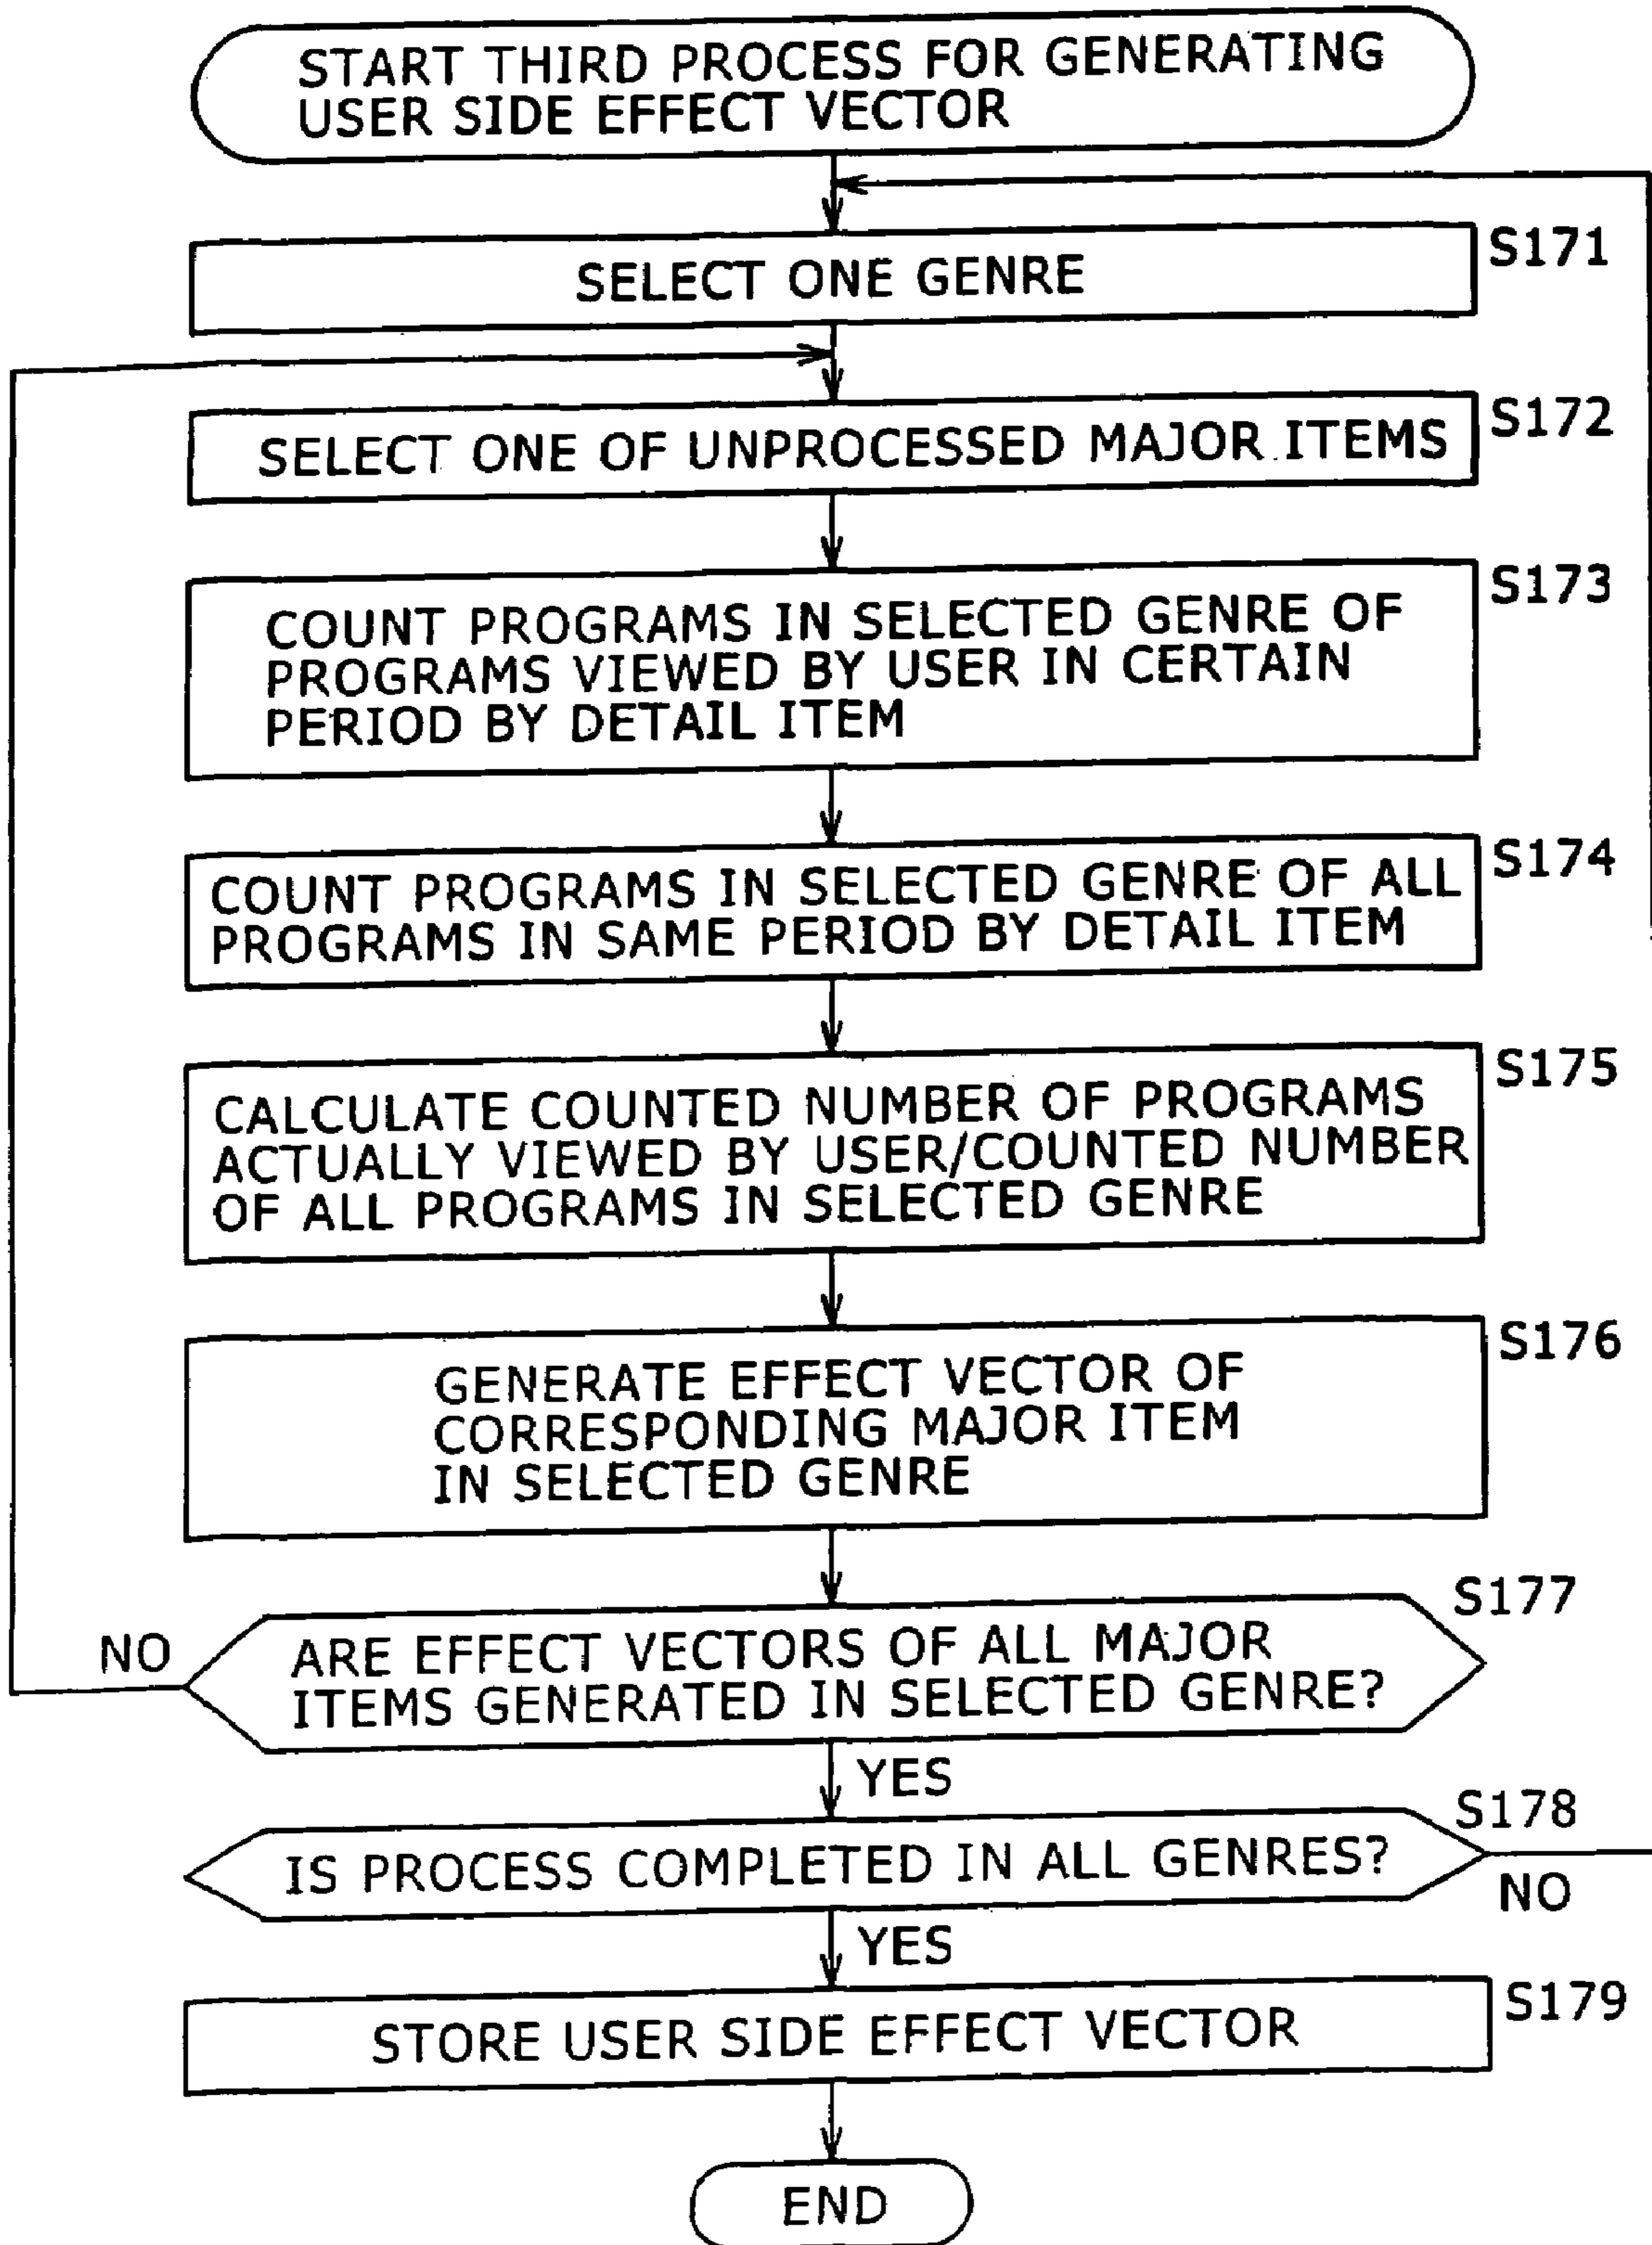 START THIRD PROCESS FOR GENERATING
USER SIDE EFFECT VECTOR
S171
SELECT ONE GENRE
S172
SELECT ONE OF UNPROCESSED MAJOR ITEMS
S173
COUNT PROGRAMS IN SELECTED GENRE OF
PROGRAMS VIEWED BY USER IN CERTAIN
PERIOD BY DETAIL ITEM
S174
COUNT PROGRAMS IN SELECTED GENRE OF ALL
PROGRAMS IN SAME PERIOD BY DETAIL ITEM
S175
CALCULATE COUNTED NUMBER OF PROGRAMS
ACTUALLY VIEWED BY USER/COUNTED NUMBER
OF ALL PROGRAMS IN SELECTED GENRE
S176
GENERATE EFFECT VECTOR OF
CORRESPONDING MAJOR ITEM
IN SELECTED GENRE
S177
NO
ARE EFFECT VECTORS OF ALL MAJOR
ITEMS GENERATED IN SELECTED GENRE?
YES
S178
IS PROCESS COMPLETED IN ALL GENRES?
NO
YES
S179
STORE USER SIDE EFFECT VECTOR
END